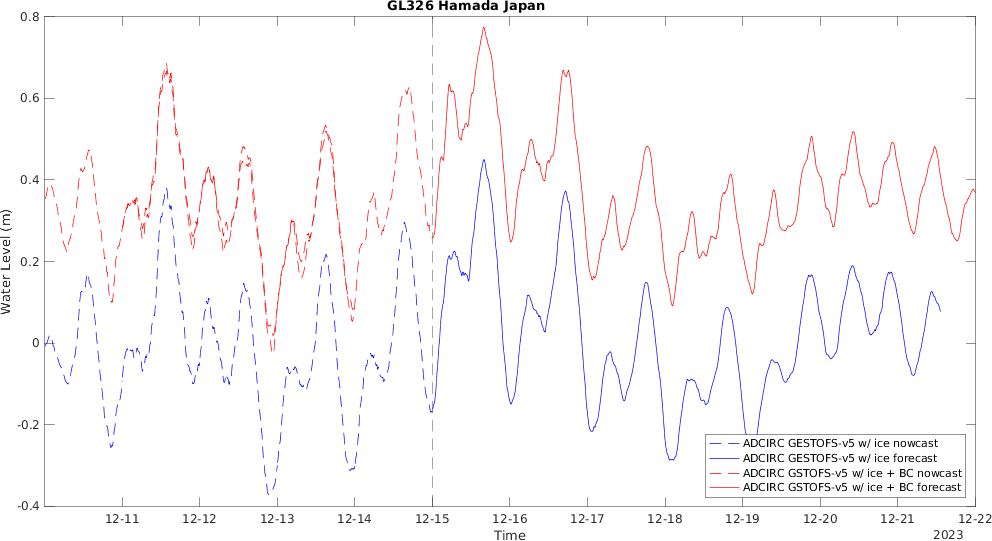 GL326 Hamada Japan
0.8
0.6
0.4
0.2
0
-0.2
-0.4
Water Level (m)
ADCIRC GESTOFS-v5 w/ ice nowcast
ADCIRC GESTOFS-v5 w/ ice forecast
ADCIRC GSTOFS-v5 w/ ice + BC nowcast
ADCIRC GSTOFS-v5 w/ ice + BC forecast
12-11 12-12 12-13 12-14 12-15 12-16 12-17 12-18 12-19 12-20 12-21 12-22
Time
2023